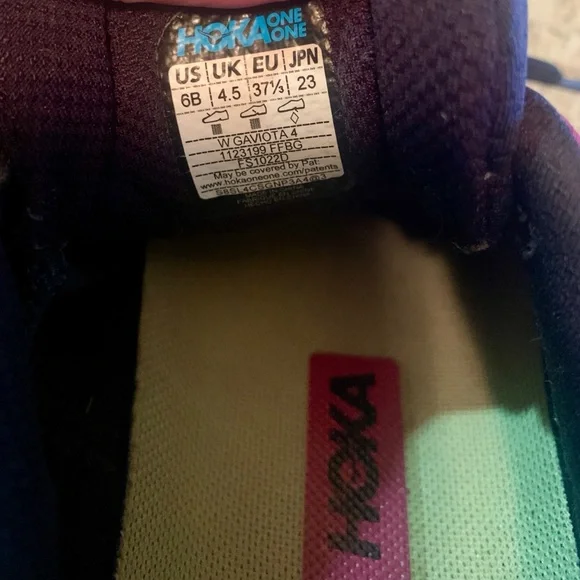 HOKA ONE ONE
US UK EU JPN
6B 4.5 37⅓ 23
W GAVIOTA 4
1123199 FFBG
FS1022D
May be covered by Pat:
www.hokaoneone.com/patents
HOKA